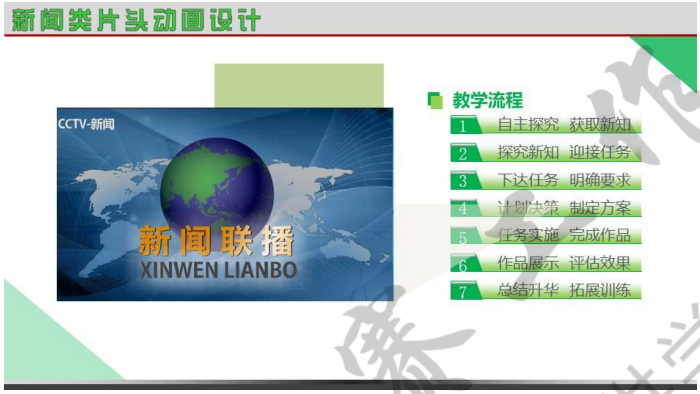 新闻类片头动画设计
CCTV-新闻
新闻联播
XINWEN LIANBO
教学流程
1 自主探究 获取新知
2 探究新知 迎接任务
3 下达任务 明确要求
4 计划决策 制定方案
5 任务实施 完成作品
6 作品展示 评估效果
7 总结升华 拓展训练
赛
作
学